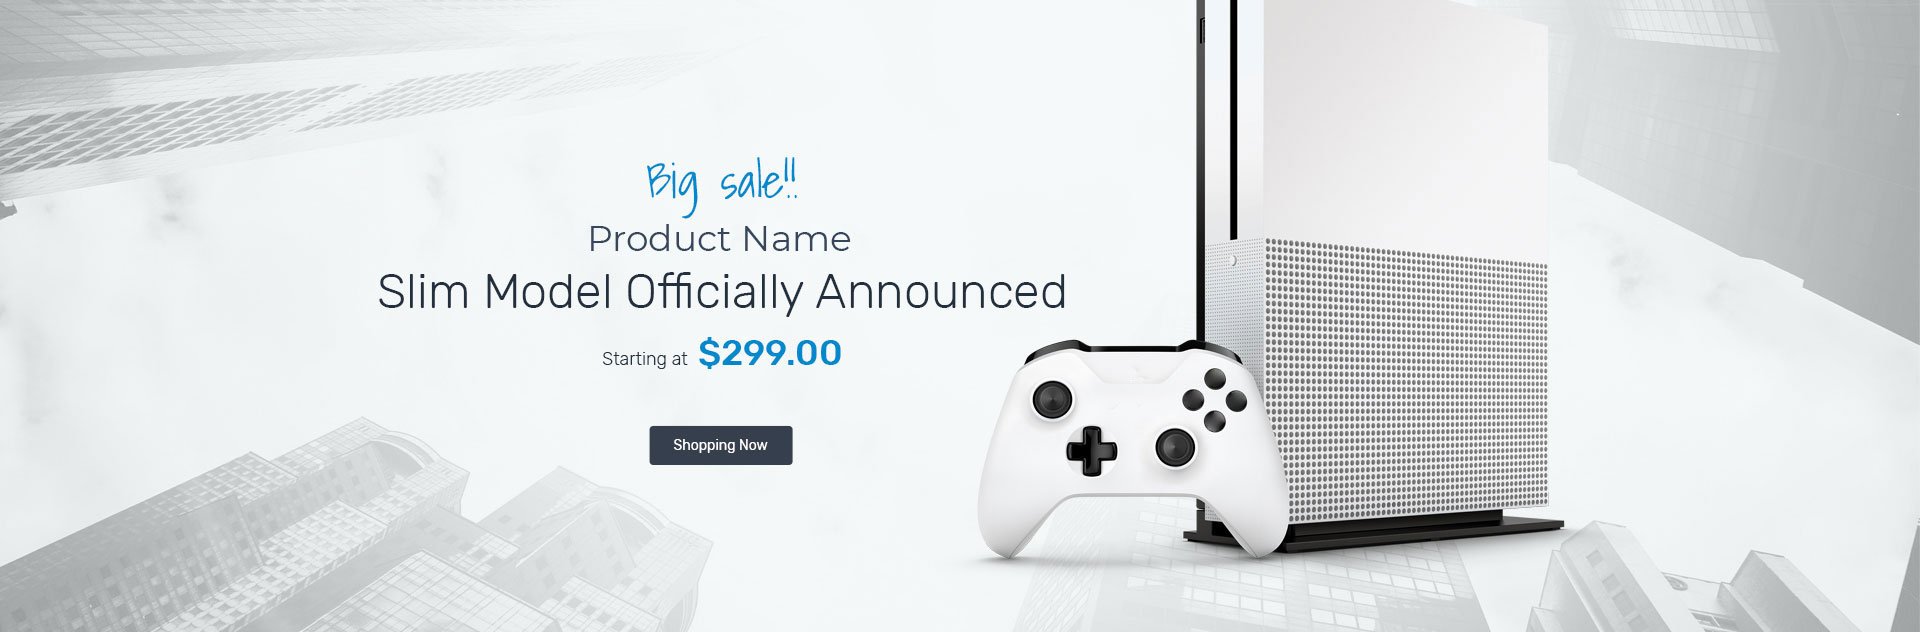 Big sale!!
Product Name
Slim Model Officially Announced
Starting at $299.00
Shopping Now